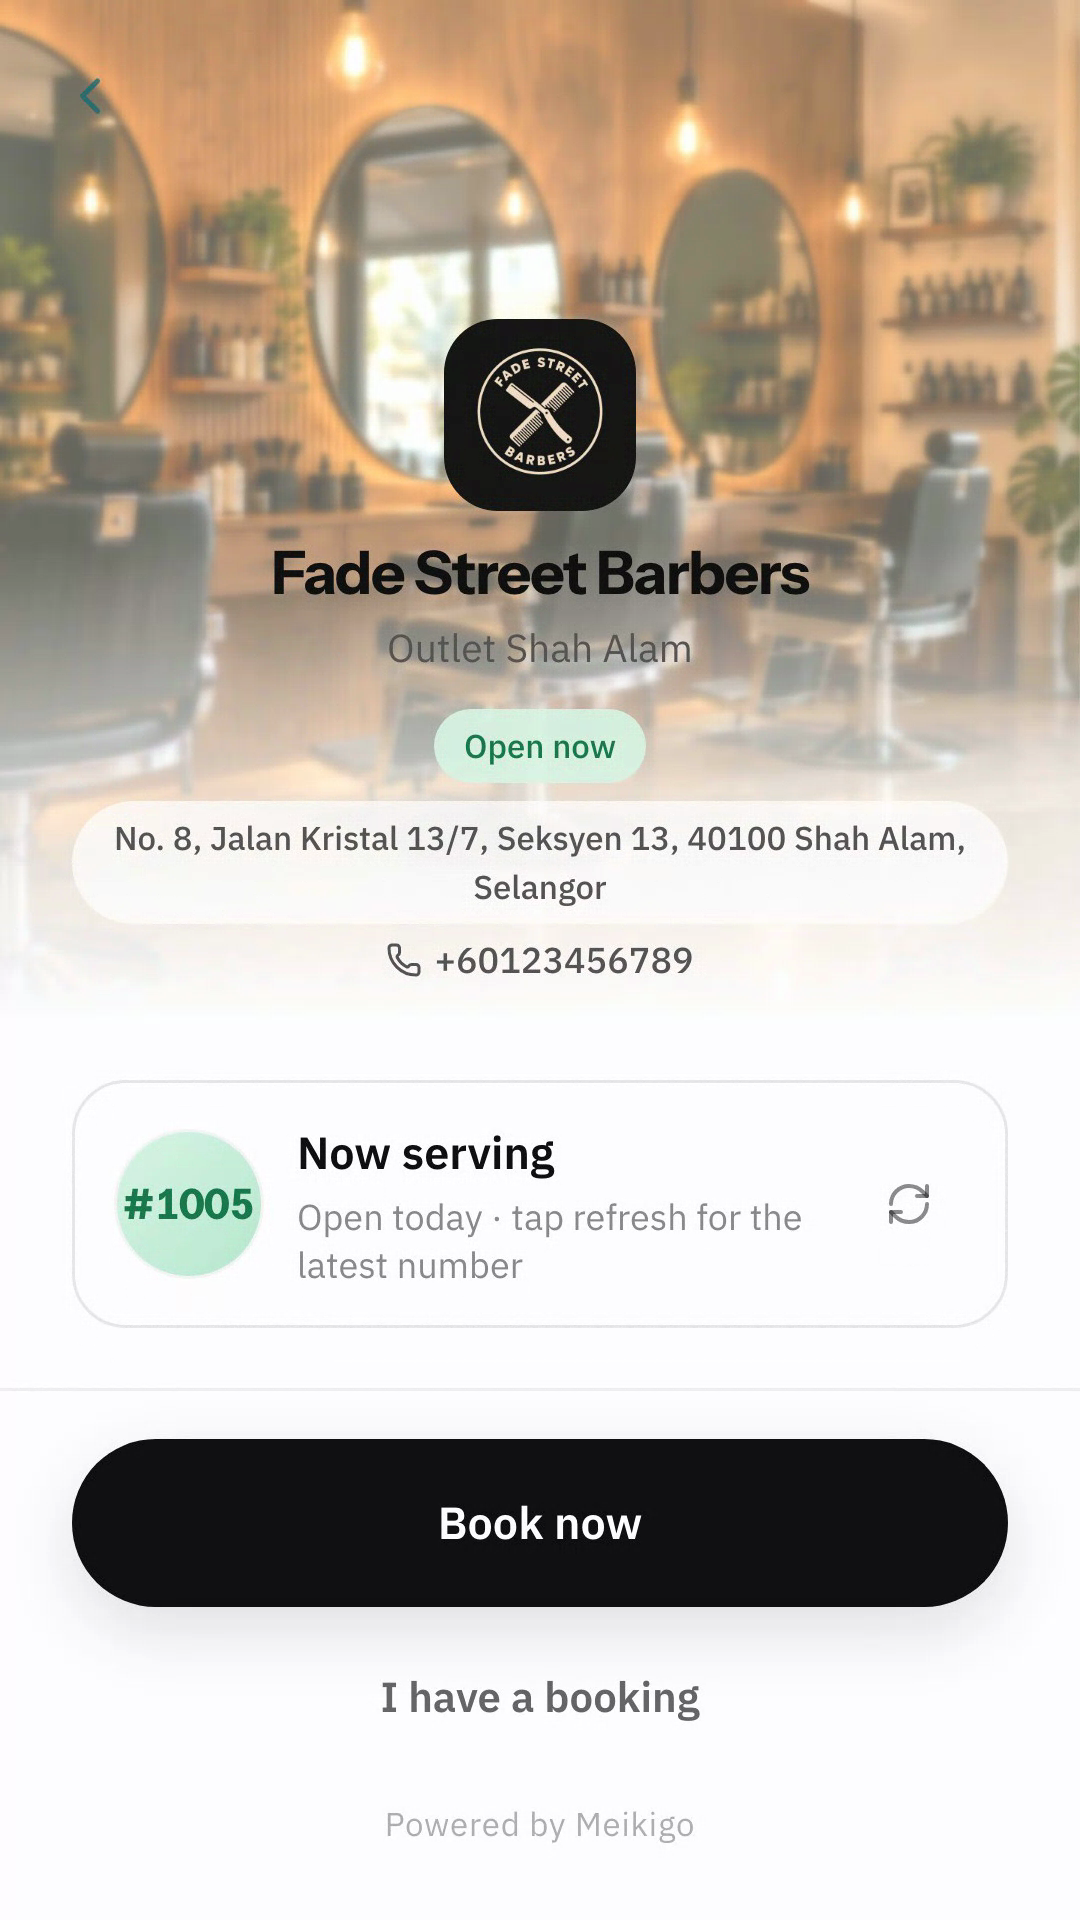 FADE STREET
BARBERS
Fade Street Barbers
Outlet Shah Alam
Open now
No. 8, Jalan Kristal 13/7, Seksyen 13, 40100 Shah Alam,
Selangor
+60123456789
#1005
Now serving
Open today · tap refresh for the
latest number
Book now
I have a booking
Powered by Meikigo